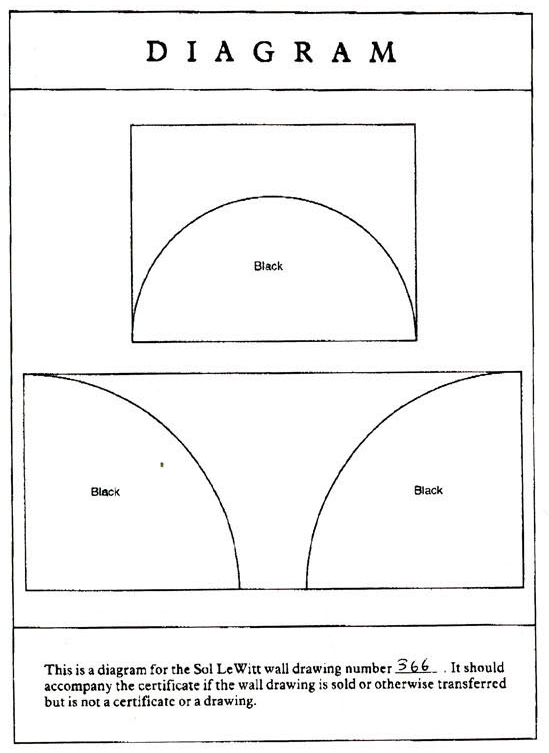 DIAGRAM
Black
Black
Black
This is a diagram for the Sol LeWitt wall drawing number 366 . It should
accompany the certificate if the wall drawing is sold or otherwise transferred
but is not a certificate or a drawing.